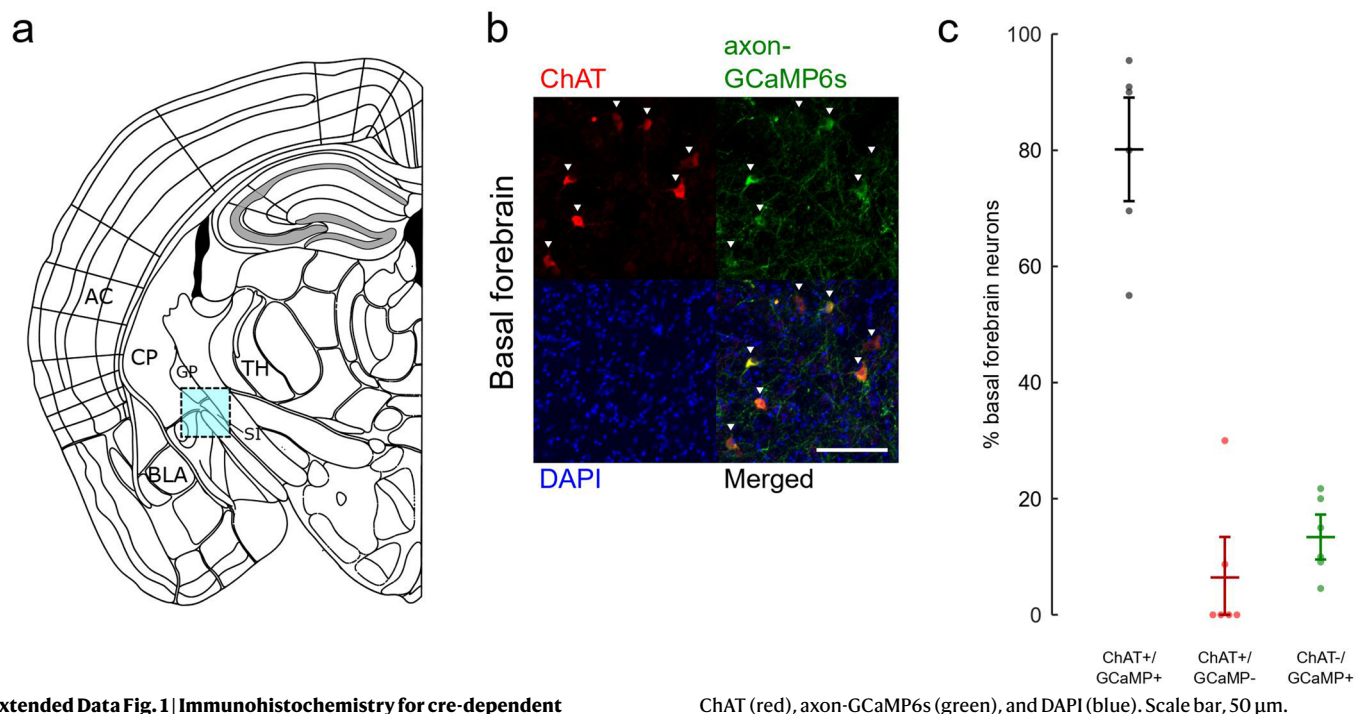 a
AC
CP
GP
TH
SI
BLA
b
ChAT
axon-
GCaMP6s
Basal forebrain
DAPI
Merged
c
% basal forebrain neurons
100
80
60
40
20
0
ChAT+/
GCaMP+
ChAT+/
GCaMP-
ChAT-/
GCaMP+
xtended Data Fig. 1 | Immunohistochemistry for cre-dependent
ChAT (red), axon-GCaMP6s (green), and DAPI (blue). Scale bar, 50 μm.